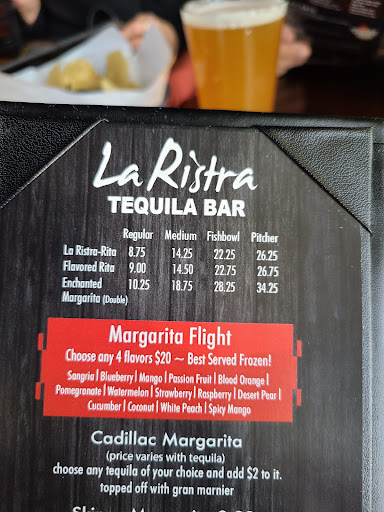 La Ristra
TEQUILA BAR
Regular Medium Fishbowl Pitcher
La Ristra-Rita 8.75 14.25 22.25 26.25
Flavored Rita 9.00 14.50 22.75 26.75
Enchanted 10.25 18.75 28.25 34.25
Margarita (Double)
Margarita Flight
Choose any 4 flavors $20 ~ Best Served Frozen!
Sangria | Blueberry | Mango | Passion Fruit | Blood Orange |
Pomegranate | Watermelon | Strawberry | Raspberry | Desert Pear |
Cucumber | Coconut | White Peach | Spicy Mango
Cadillac Margarita
(price varies with tequila)
choose any tequila of your choice and add $2 to it.
topped off with gran marnier